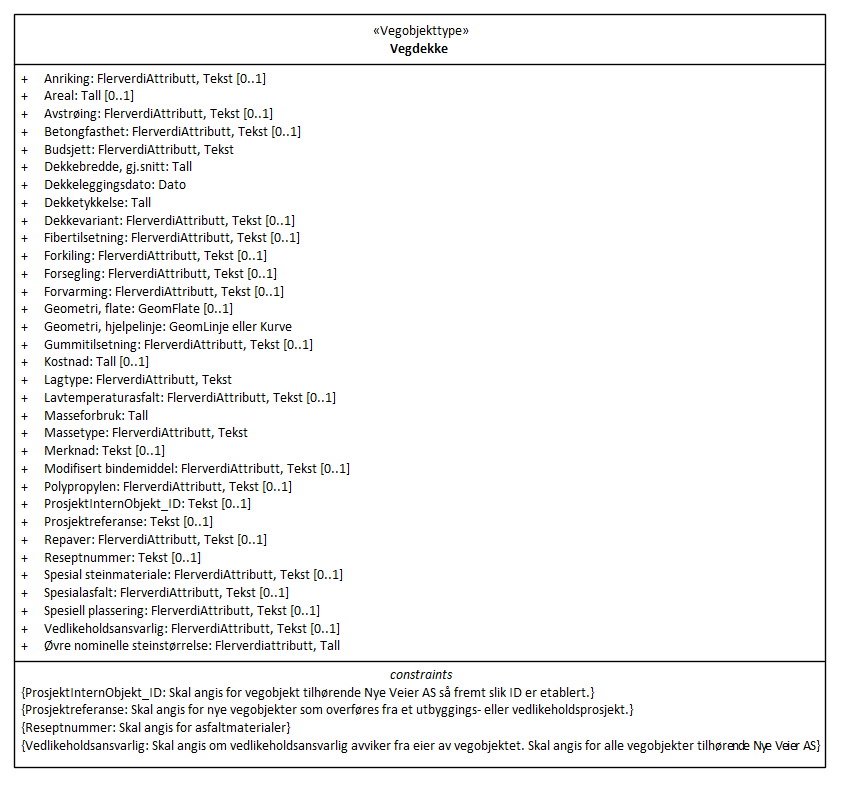 «Vegobjekttype»
Vegdekke
+ Anriking: FlerverdiAttributt, Tekst [0..1]
+ Areal: Tall [0..1]
+ Avstrøing: FlerverdiAttributt, Tekst [0..1]
+ Betongfasthet: FlerverdiAttributt, Tekst [0..1]
+ Budsjett: FlerverdiAttributt, Tekst
+ Dekkebredde, gj.snitt: Tall
+ Dekkeleggingsdato: Dato
+ Dekketykkelse: Tall
+ Dekkevariant: FlerverdiAttributt, Tekst [0..1]
+ Fibertilsetning: FlerverdiAttributt, Tekst [0..1]
+ Forkiling: FlerverdiAttributt, Tekst [0..1]
+ Forsegling: FlerverdiAttributt, Tekst [0..1]
+ Forvarming: FlerverdiAttributt, Tekst [0..1]
+ Geometri, flate: GeomFlate [0..1]
+ Geometri, hjelpelinje: GeomLinje eller Kurve
+ Gummitilsetning: FlerverdiAttributt, Tekst [0..1]
+ Kostnad: Tall [0..1]
+ Lagtype: FlerverdiAttributt, Tekst
+ Lavtemperaturasfalt: FlerverdiAttributt, Tekst [0..1]
+ Masseforbruk: Tall
+ Massetype: FlerverdiAttributt, Tekst
+ Merknad: Tekst [0..1]
+ Modifisert bindemiddel: FlerverdiAttributt, Tekst [0..1]
+ Polypropylen: FlerverdiAttributt, Tekst [0..1]
+ ProsjektInternObjekt_ID: Tekst [0..1]
+ Prosjektreferanse: Tekst [0..1]
+ Repaver: FlerverdiAttributt, Tekst [0..1]
+ Reseptnummer: Tekst [0..1]
+ Spesial steinmateriale: FlerverdiAttributt, Tekst [0..1]
+ Spesialasfalt: FlerverdiAttributt, Tekst [0..1]
+ Spesiell plassering: FlerverdiAttributt, Tekst [0..1]
+ Vedlikeholdsansvarlig: FlerverdiAttributt, Tekst [0..1]
+ Øvre nominelle steinstørrelse: Flerverdiattributt, Tall
constraints
{ProsjektInternObjekt_ID: Skal angis for vegobjekt tilhørende Nye Veier AS så fremt slik ID er etablert.}
{Prosjektreferanse: Skal angis for nye vegobjekter som overføres fra et utbyggings- eller vedlikeholdsprosjekt.}
{Reseptnummer: Skal angis for asfaltmaterialer}
{Vedlikeholdsansvarlig: Skal angis om vedlikeholdsansvarlig avviker fra eier av vegobjektet. Skal angis for alle vegobjekter tilhørende Nye Veier AS}